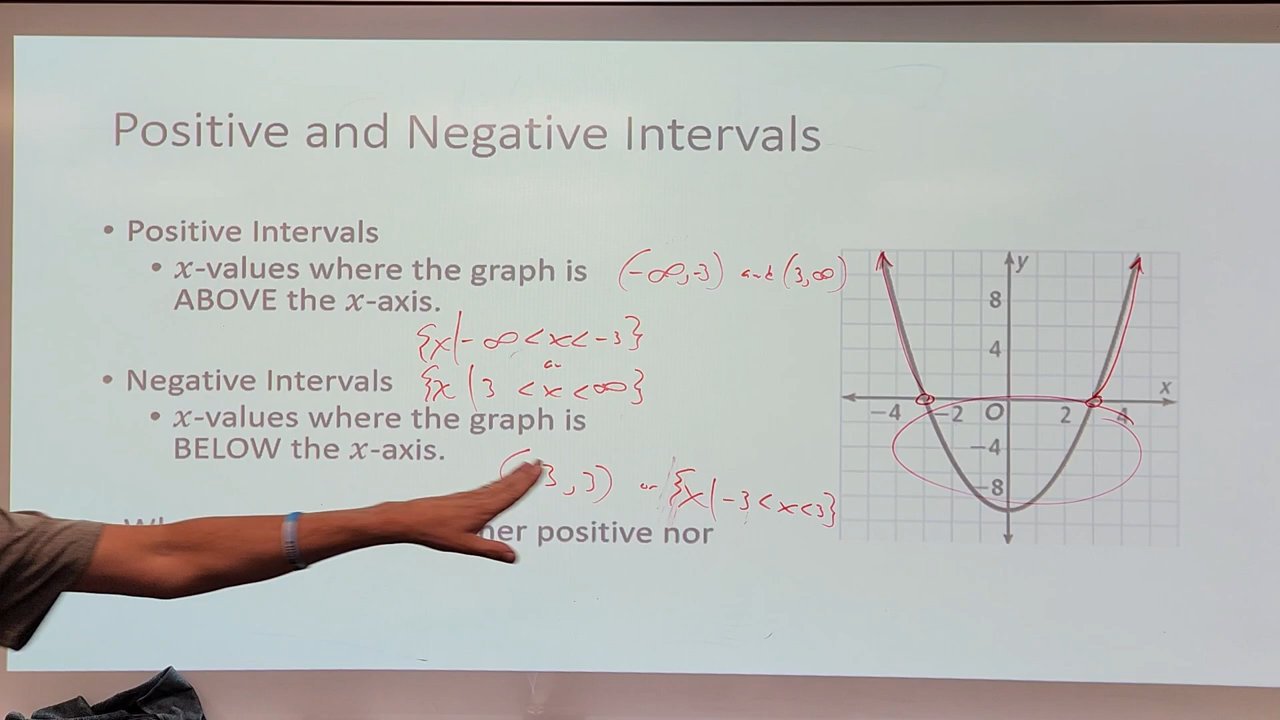 Positive and Negative Intervals
• Positive Intervals
• x-values where the graph is (-∞,-3) and (3,∞)
ABOVE the x-axis.
{x|-∞<x<-3}
or
• Negative Intervals {x|3<x<∞}
• x-values where the graph is
BELOW the x-axis.
3,3) or {x|-3<x<3}
positive nor
y
8
4
x
-4 -2 O 2 4
-4
-8